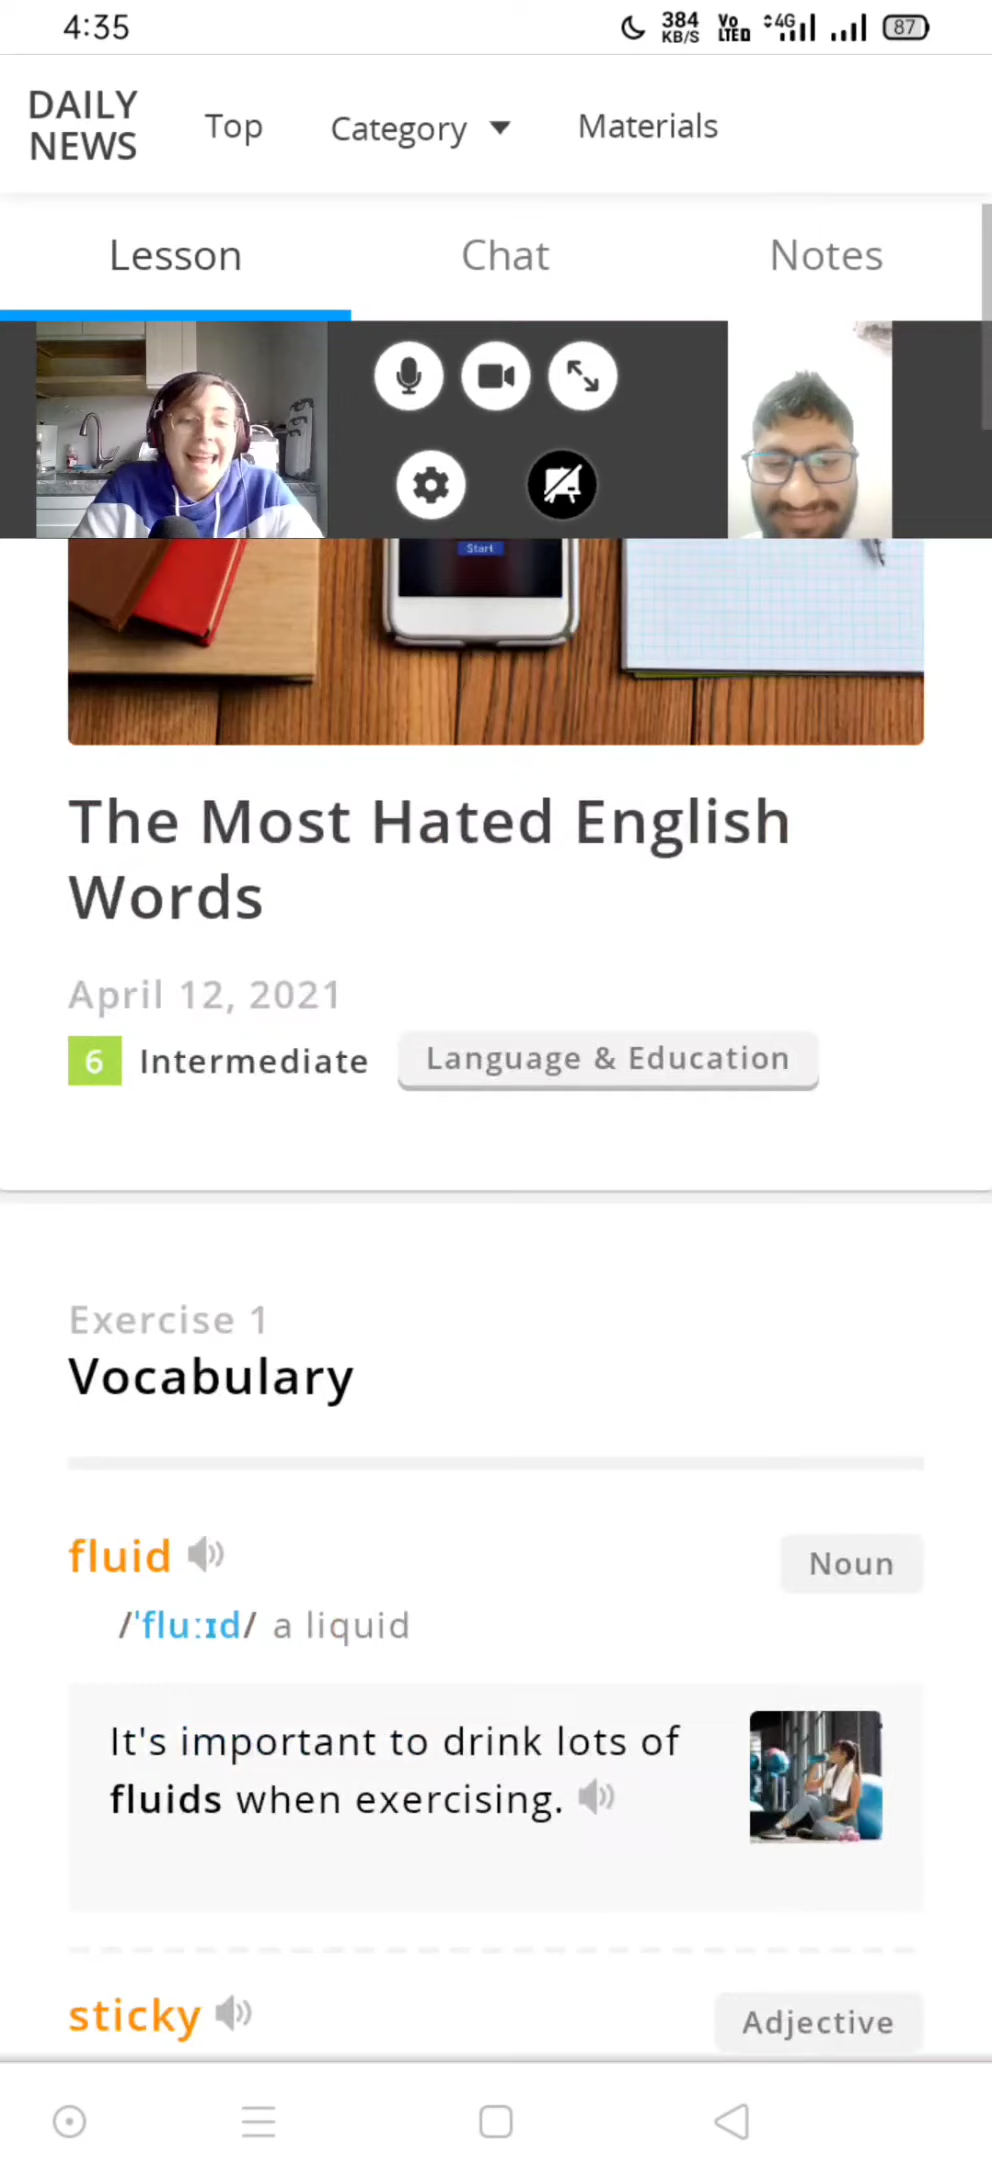 4:35
384 KB/S Vo LTE 4G 87
DAILY NEWS
Top Category Materials
Lesson Chat Notes
Start
The Most Hated English
Words
April 12, 2021
6 Intermediate Language & Education
Exercise 1
Vocabulary
fluid Noun
/ˈfluːɪd/ a liquid
It's important to drink lots of
fluids when exercising.
sticky Adjective